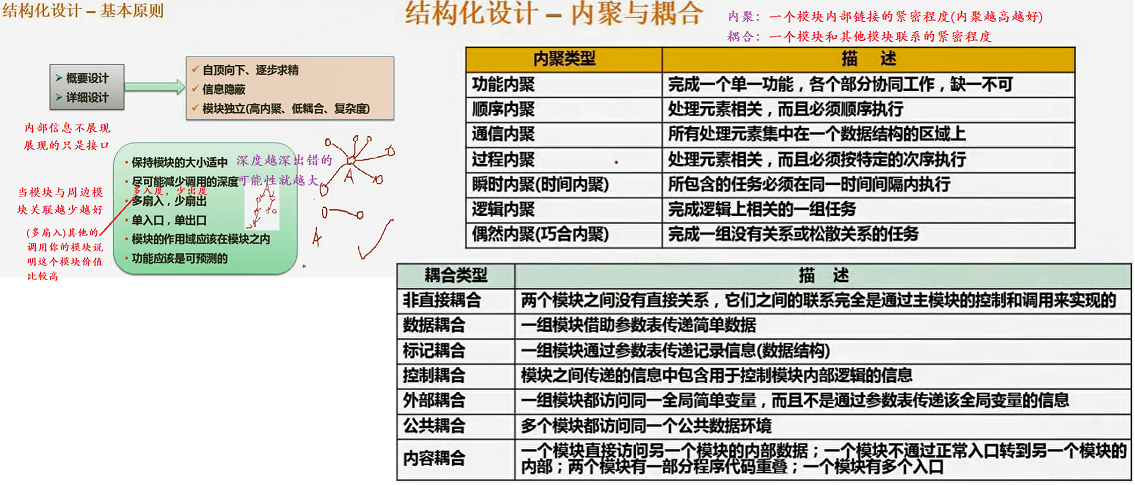 结构化设计 – 基本原则
概要设计
详细设计
自顶向下、逐步求精
信息隐蔽
模块独立(高内聚、低耦合、复杂度)
内部信息不展现
展现的只是接口
保持模块的大小适中
尽可能减少调用的深度
多扇入，少扇出
单入口，单出口
模块的作用域应该在模块之内
功能应该是可预测的
深度越深出错的
可能性就越大
多入度，少出度
当模块与周边模
块关联越少越好
(多扇入)其他的
调用你的模块说
明这个模块价值
比较高
A
A
结构化设计 – 内聚与耦合
内聚：一个模块内部链接的紧密程度(内聚越高越好)
耦合：一个模块和其他模块联系的紧密程度
内聚类型 描 述
功能内聚 完成一个单一功能，各个部分协同工作，缺一不可
顺序内聚 处理元素相关，而且必须顺序执行
通信内聚 所有处理元素集中在一个数据结构的区域上
过程内聚 处理元素相关，而且必须按特定的次序执行
瞬时内聚(时间内聚) 所包含的任务必须在同一时间间隔内执行
逻辑内聚 完成逻辑上相关的一组任务
偶然内聚(巧合内聚) 完成一组没有关系或松散关系的任务
耦合类型 描 述
非直接耦合 两个模块之间没有直接关系，它们之间的联系完全是通过主模块的控制和调用来实现的
数据耦合 一组模块借助参数表传递简单数据
标记耦合 一组模块通过参数表传递记录信息(数据结构)
控制耦合 模块之间传递的信息中包含用于控制模块内部逻辑的信息
外部耦合 一组模块都访问同一全局简单变量，而且不是通过参数表传递该全局变量的信息
公共耦合 多个模块都访问同一个公共数据环境
内容耦合 一个模块直接访问另一个模块的内部数据；一个模块不通过正常入口转到另一个模块的
内部；两个模块有一部分程序代码重叠；一个模块有多个入口